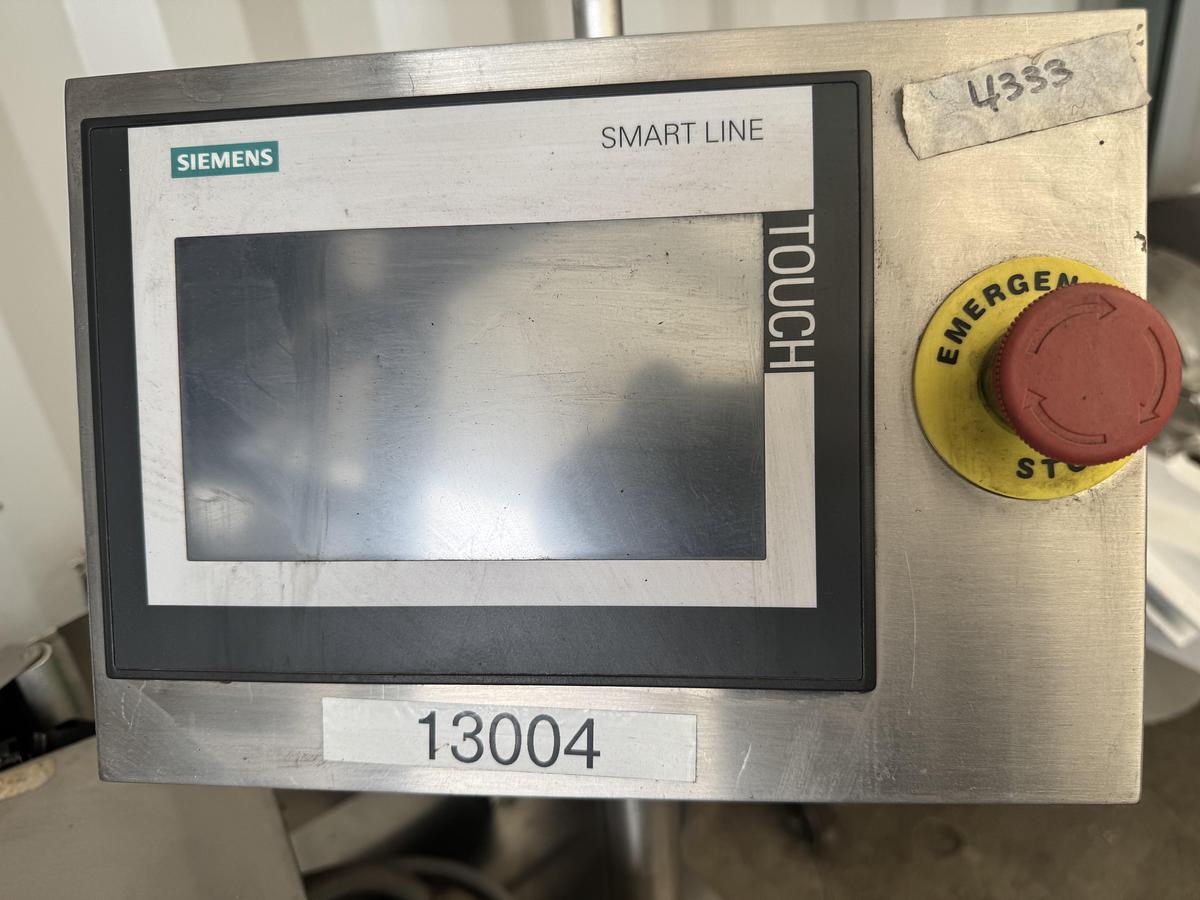 4333
SIEMENS
SMART LINE
TOUCH
EMERGEN
STO
13004